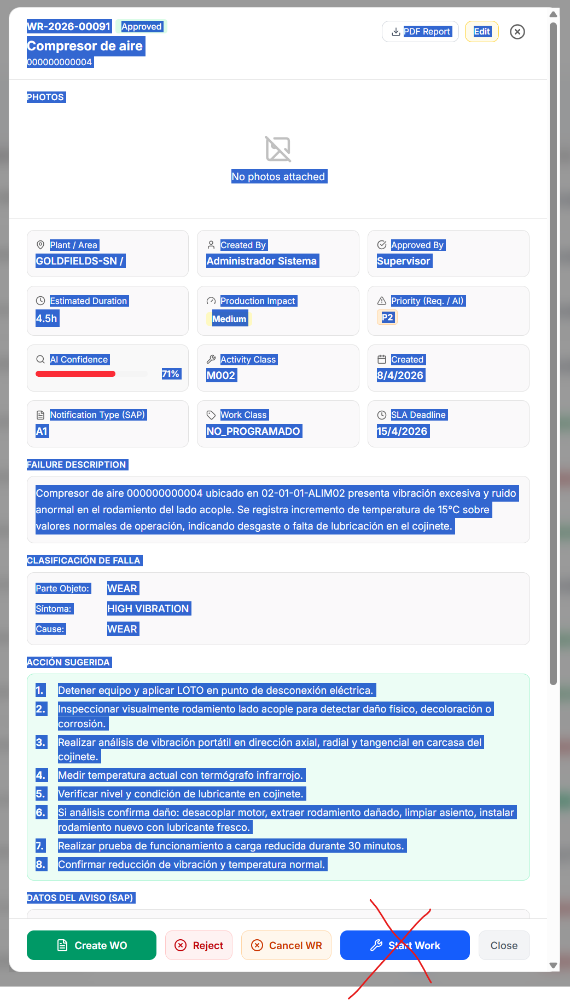 WR-2026-00091 Approved
PDF Report
Edit
Compresor de aire
000000000004
PHOTOS
No photos attached
Plant / Area
GOLDFIELDS-SN /
Created By
Administrador Sistema
Approved By
Supervisor
Estimated Duration
4.5h
Production Impact
Medium
Priority (Req. / AI)
P2
AI Confidence
71%
Activity Class
M002
Created
8/4/2026
Notification Type (SAP)
A1
Work Class
NO_PROGRAMADO
SLA Deadline
15/4/2026
FAILURE DESCRIPTION
Compresor de aire 000000000004 ubicado en 02-01-01-ALIM02 presenta vibración excesiva y ruido
anormal en el rodamiento del lado acople. Se registra incremento de temperatura de 15°C sobre
valores normales de operación, indicando desgaste o falta de lubricación en el cojinete.
CLASIFICACIÓN DE FALLA
Parte Objeto: WEAR
Síntoma: HIGH VIBRATION
Cause: WEAR
ACCIÓN SUGERIDA
1. Detener equipo y aplicar LOTO en punto de desconexión eléctrica.
2. Inspeccionar visualmente rodamiento lado acople para detectar daño físico, decoloración o
corrosión.
3. Realizar análisis de vibración portátil en dirección axial, radial y tangencial en carcasa del
cojinete.
4. Medir temperatura actual con termógrafo infrarrojo.
5. Verificar nivel y condición de lubricante en cojinete.
6. Si análisis confirma daño: desacoplar motor, extraer rodamiento dañado, limpiar asiento, instalar
rodamiento nuevo con lubricante fresco.
7. Realizar prueba de funcionamiento a carga reducida durante 30 minutos.
8. Confirmar reducción de vibración y temperatura normal.
DATOS DEL AVISO (SAP)
Create WO
Reject
Cancel WR
Start Work
Close